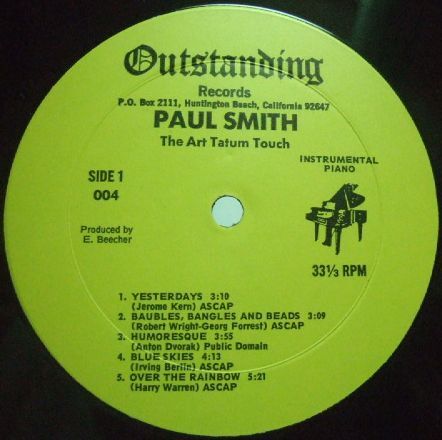 Outstanding
Records
P.O. Box 2111, Huntington Beach, California 92647
PAUL SMITH
The Art Tatum Touch
INSTRUMENTAL
PIANO
SIDE 1
004
Produced by
E. Beecher
33⅓ RPM
1. YESTERDAYS 3:10
(Jerome Kern) ASCAP
2. BAUBLES, BANGLES AND BEADS 3:09
(Robert Wright-Georg Forrest) ASCAP
3. HUMORESQUE 3:55
(Anton Dvorak) Public Domain
4. BLUE SKIES 4:13
(Irving Berlin) ASCAP
5. OVER THE RAINBOW 5:21
(Harry Warren) ASCAP